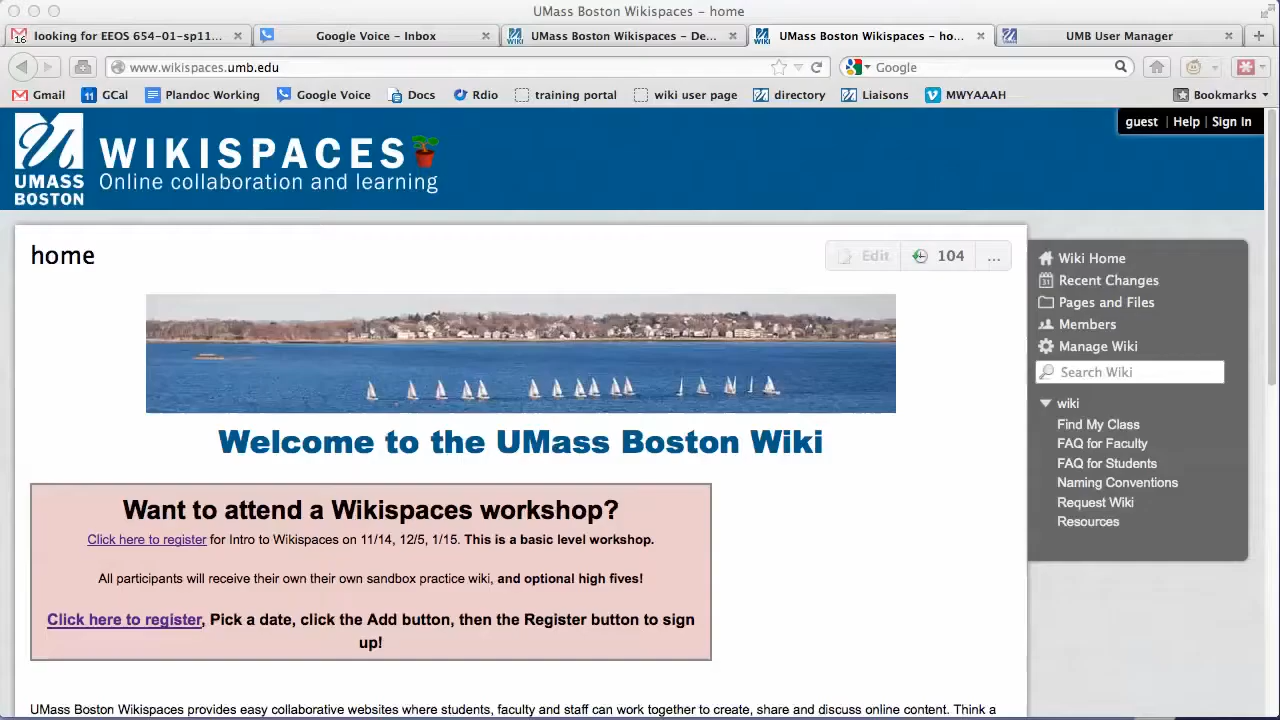 UMass Boston Wikispaces – home
16 looking for EEOS 654-01-sp11...
Google Voice – Inbox
UMass Boston Wikispaces – De...
UMass Boston Wikispaces – ho...
UMB User Manager
www.wikispaces.umb.edu
Google
Gmail
11 GCal
Plandoc Working
Google Voice
Docs
Rdio
training portal
wiki user page
directory
Liaisons
MWYAAAH
Bookmarks
guest | Help | Sign In
WIKISPACES
Online collaboration and learning
UMASS
BOSTON
home
Edit
104
...
Wiki Home
31 Recent Changes
Pages and Files
Members
Manage Wiki
Search Wiki
wiki
Find My Class
FAQ for Faculty
FAQ for Students
Naming Conventions
Request Wiki
Resources
Welcome to the UMass Boston Wiki
Want to attend a Wikispaces workshop?
Click here to register for Intro to Wikispaces on 11/14, 12/5, 1/15. This is a basic level workshop.
All participants will receive their own their own sandbox practice wiki, and optional high fives!
Click here to register, Pick a date, click the Add button, then the Register button to sign
up!
UMass Boston Wikispaces provides easy collaborative websites where students, faculty and staff can work together to create, share and discuss online content. Think a